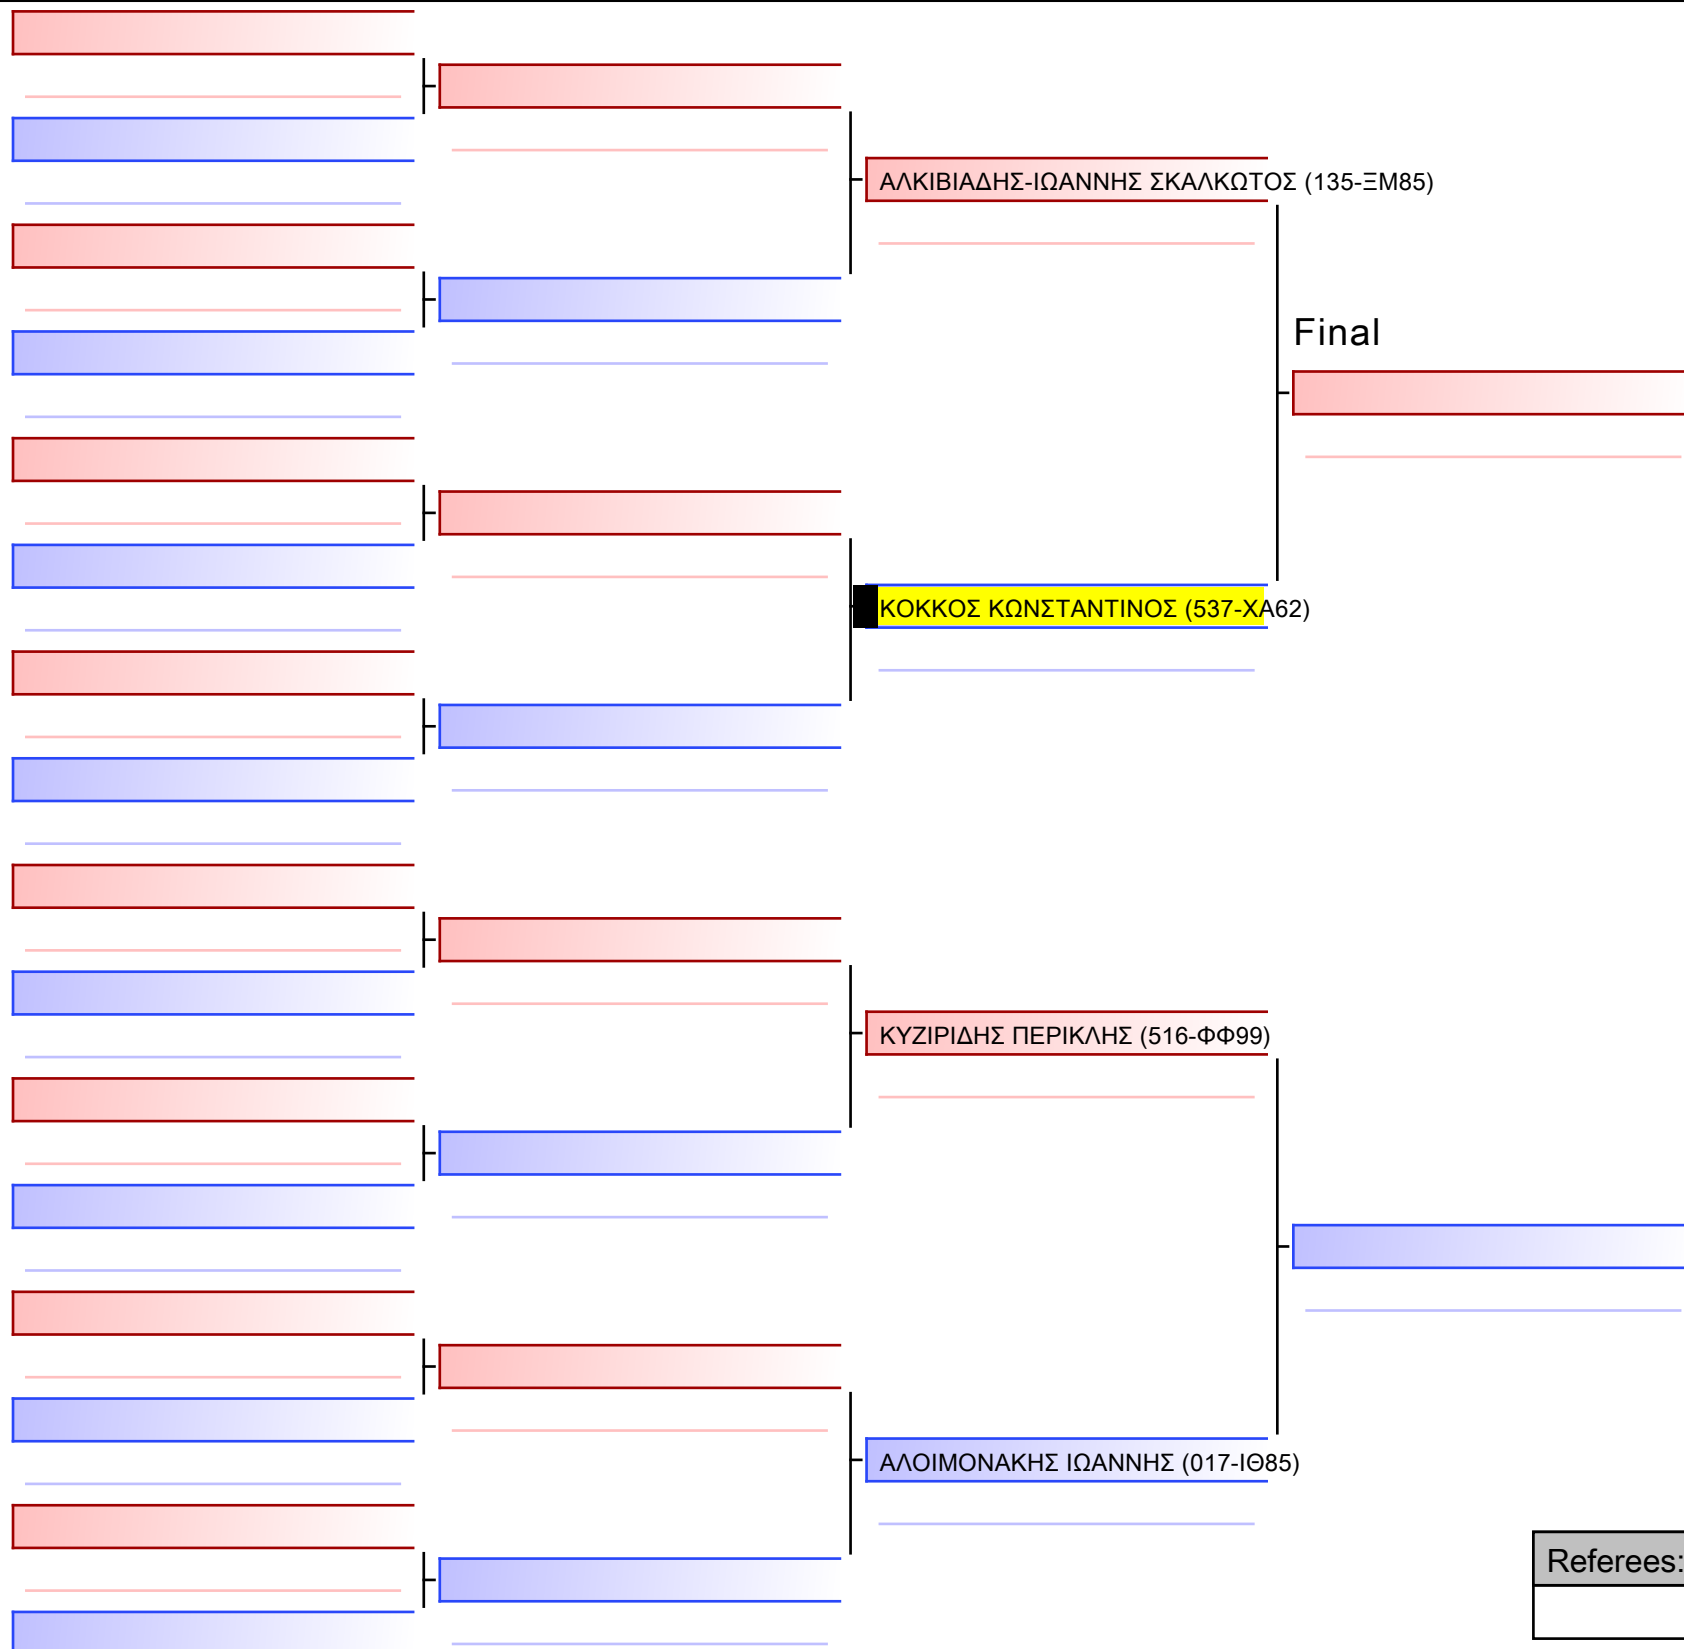 ΑΛΚΙΒΙΑΔΗΣ-ΙΩΑΝΝΗΣ ΣΚΑΛΚΩΤΟΣ (135-ΞΜ85)
Final
ΚΟΚΚΟΣ ΚΩΝΣΤΑΝΤΙΝΟΣ (537-ΧΑ62)
ΚΥΖΙΡΙΔΗΣ ΠΕΡΙΚΛΗΣ (516-ΦΦ99)
ΑΛΟΙΜΟΝΑΚΗΣ ΙΩΑΝΝΗΣ (017-ΙΘ85)
Referees: